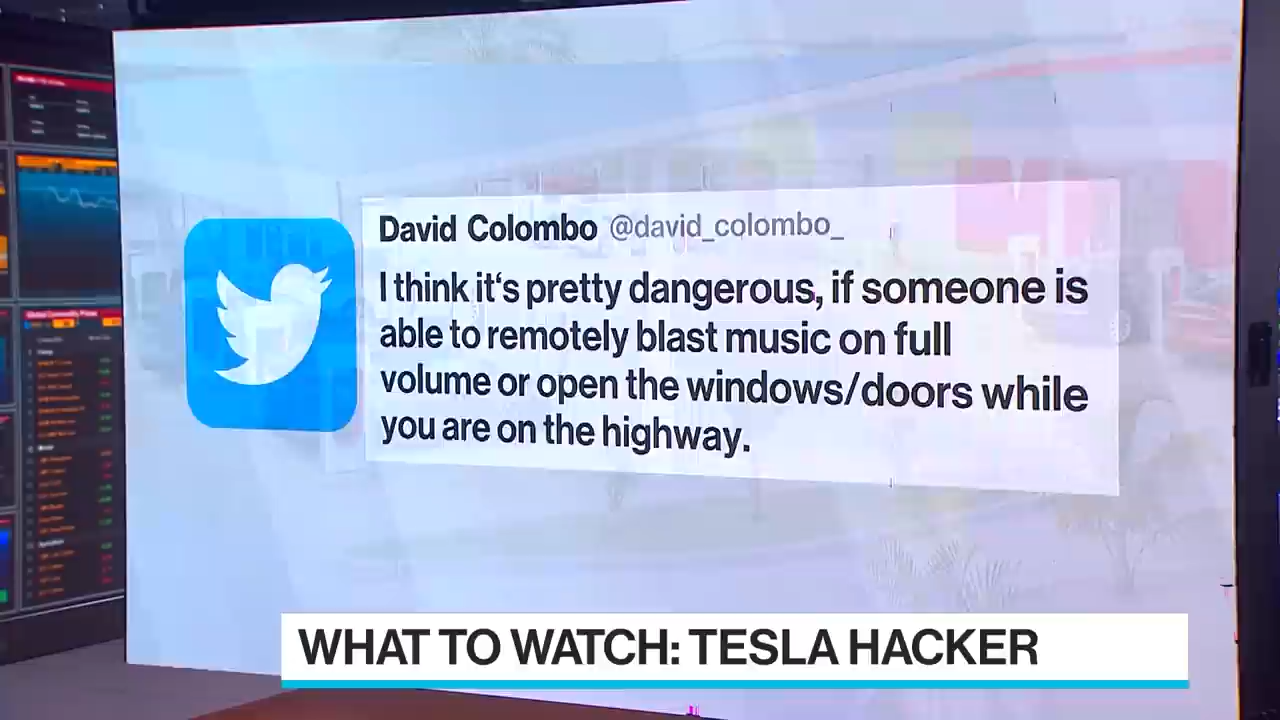 David Colombo @david_colombo_
I think it‘s pretty dangerous, if someone is
able to remotely blast music on full
volume or open the windows/doors while
you are on the highway.
WHAT TO WATCH: TESLA HACKER